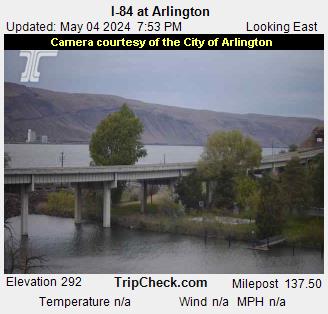 I-84 at Arlington
Updated: May 04 2024 7:53 PM Looking East
Camera courtesy of the City of Arlington
Elevation 292 TripCheck.com Milepost 137.50
Temperature n/a Wind n/a MPH n/a